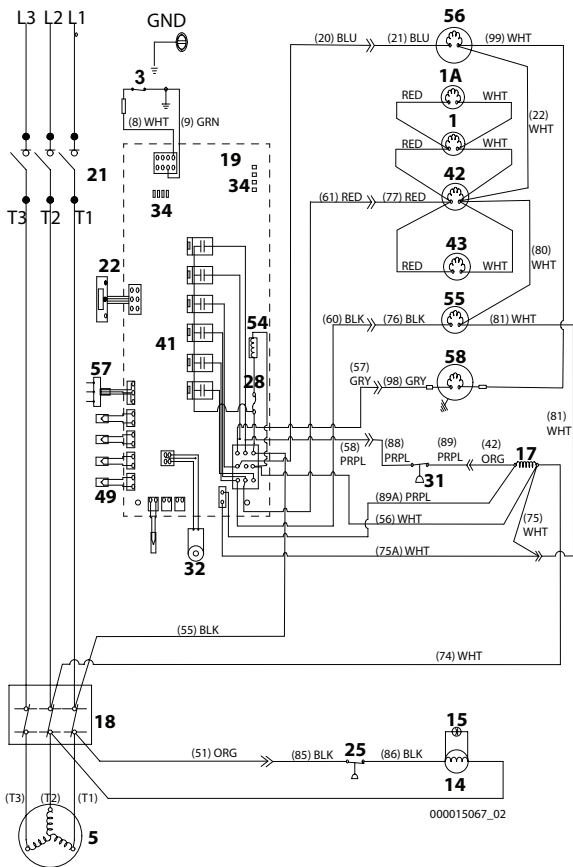 L3 L2 L1
GND
(20) BLU
(21) BLU
56
(99) WHT
3
1A
RED
WHT
(22)
WHT
(8) WHT
(9) GRN
1
19
RED
WHT
21
34
42
34
(61) RED
(77) RED
T3 T2 T1
43
(80)
WHT
22
RED
WHT
54
55
41
(60) BLK
(76) BLK
(81) WHT
57
28
(57)
GRY
(98) GRY
58
(81)
WHT
(58)
PRPL
(88)
PRPL
(89)
PRPL
(42)
ORG
17
31
49
(89A) PRPL
(56) WHT
(75)
WHT
32
(75A) WHT
(55) BLK
(74) WHT
18
15
(51) ORG
(85) BLK
25
(86) BLK
14
(T3) (T2) (T1)
5
000015067_02